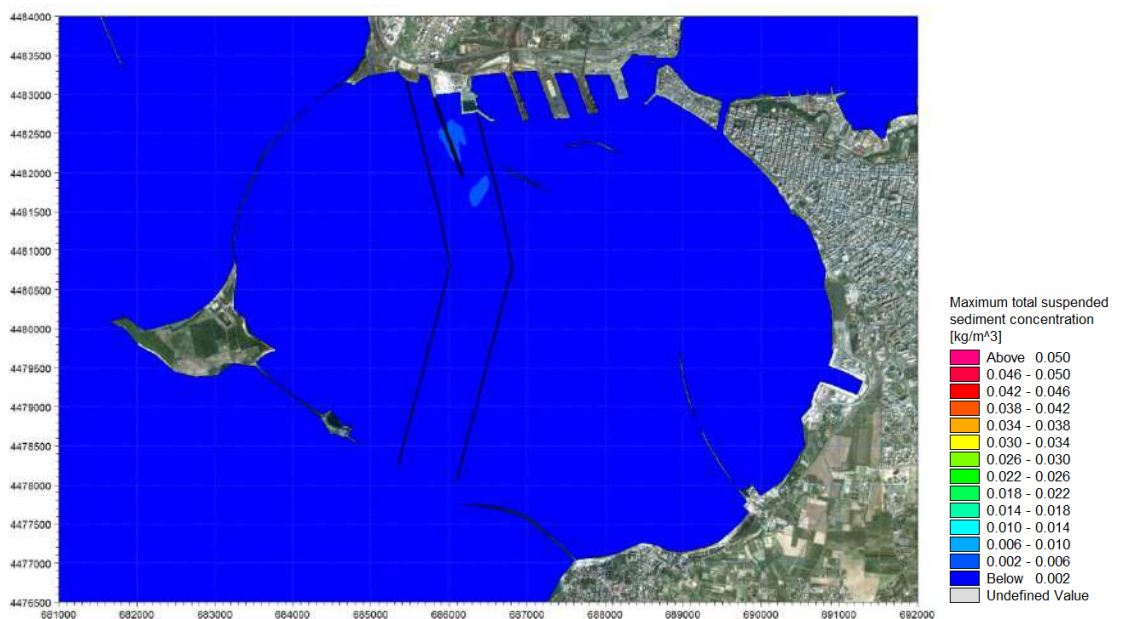 4484000
4483500
4483000
4482500
4482000
4481500
4481000
4480500
4480000
4479500
4479000
4478500
4478000
4477500
4477000
4476500
681000 682000 683000 684000 685000 686000 687000 688000 689000 690000 691000 692000
Maximum total suspended
sediment concentration
[kg/m^3]
Above 0.050
0.046 - 0.050
0.042 - 0.046
0.038 - 0.042
0.034 - 0.038
0.030 - 0.034
0.026 - 0.030
0.022 - 0.026
0.018 - 0.022
0.014 - 0.018
0.010 - 0.014
0.006 - 0.010
0.002 - 0.006
Below 0.002
Undefined Value